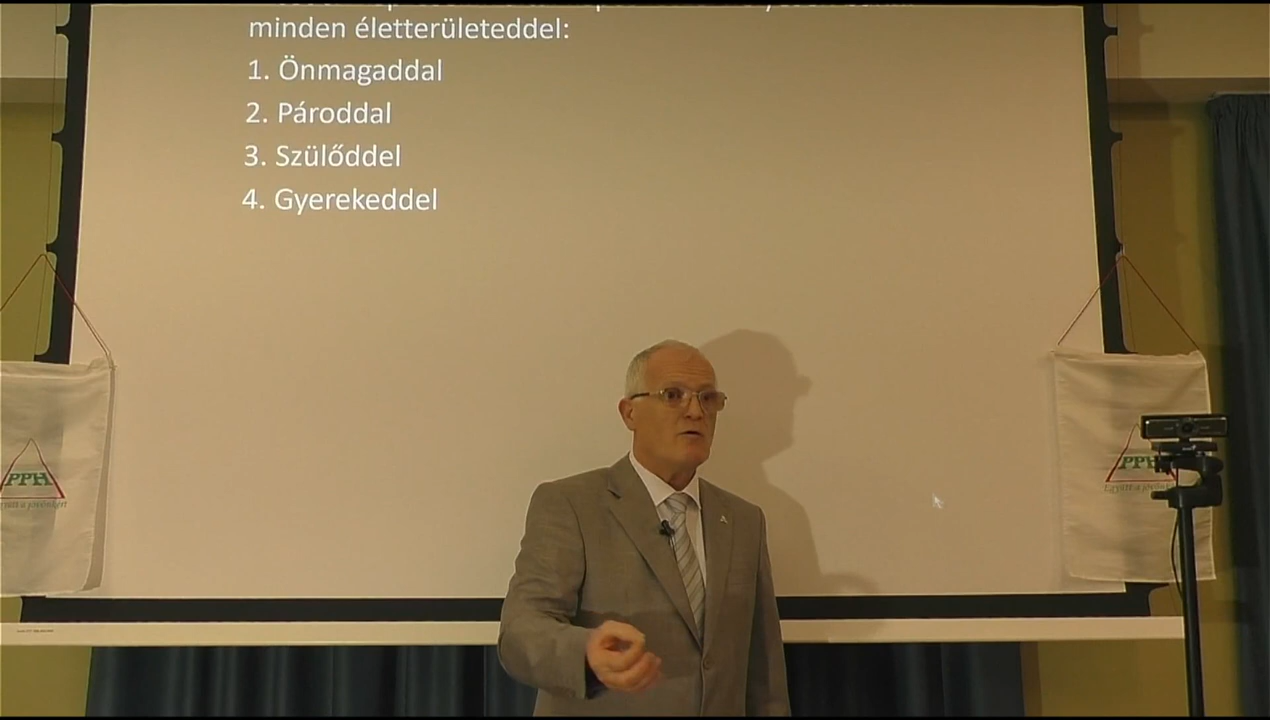 minden életterületeddel:
1. Önmagaddal
2. Pároddal
3. Szülőddel
4. Gyerekeddel
PPH
PPH